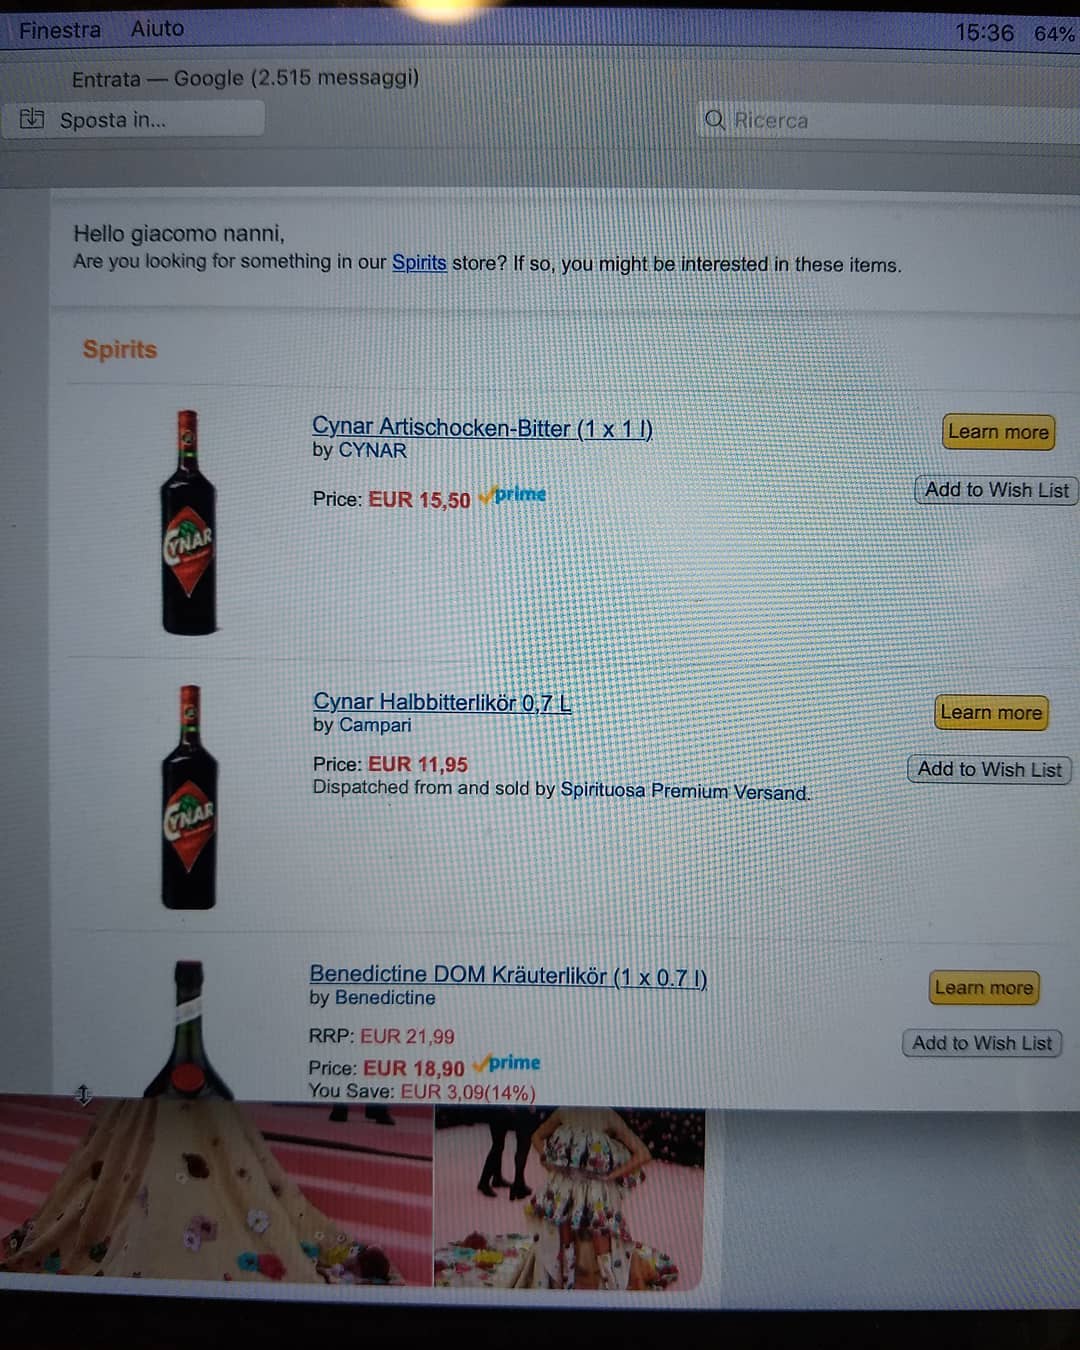 Finestra Aiuto 15:36 64%
Entrata — Google (2.515 messaggi)
Sposta in... Ricerca
Hello giacomo nanni,
Are you looking for something in our Spirits store? If so, you might be interested in these items.
Spirits
Cynar Artischocken-Bitter (1 x 1 l)
by CYNAR
Price: EUR 15,50 prime
Learn more
Add to Wish List
CYNAR
Cynar Halbbitterlikör 0,7 L
by Campari
Price: EUR 11,95
Dispatched from and sold by Spirituosa Premium Versand.
Learn more
Add to Wish List
CYNAR
Benedictine DOM Kräuterlikör (1 x 0.7 l)
by Benedictine
RRP: EUR 21,99
Price: EUR 18,90 prime
You Save: EUR 3,09(14%)
Learn more
Add to Wish List